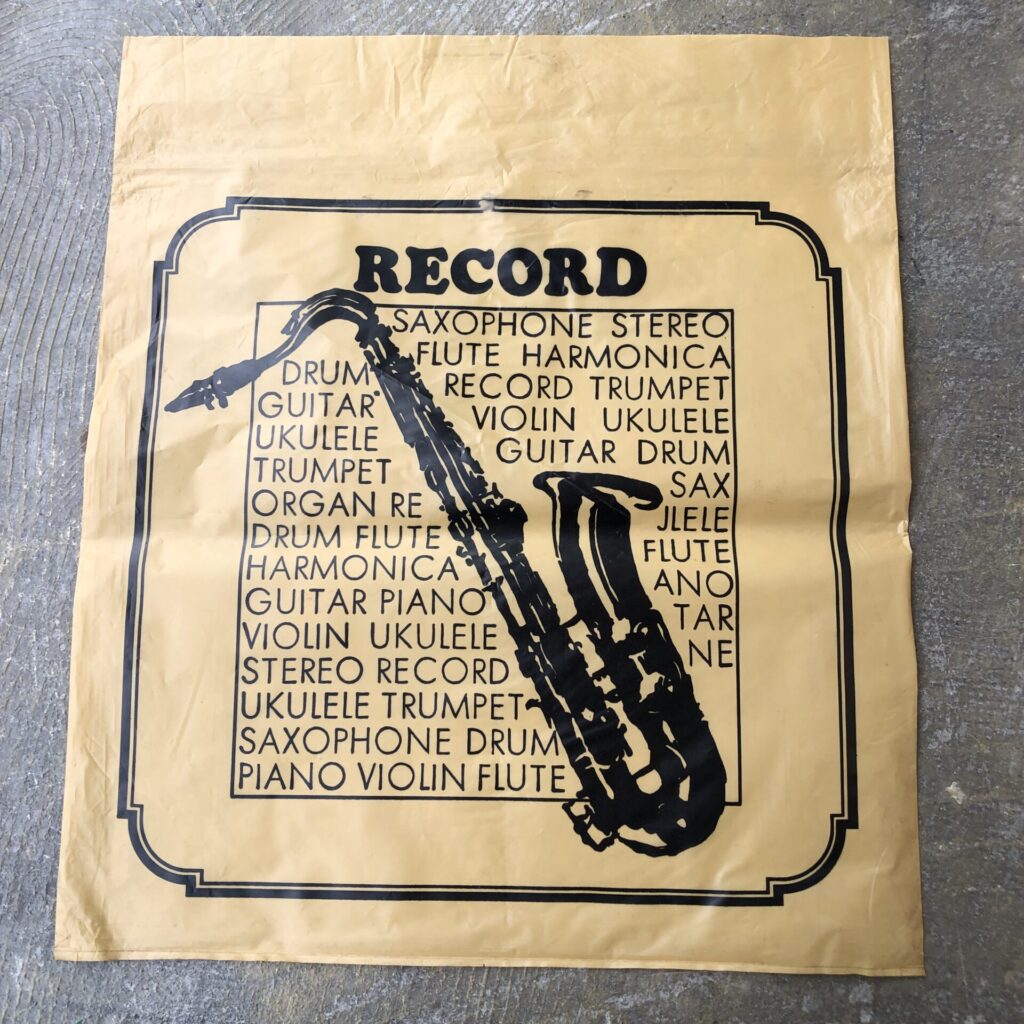 RECORD
SAXOPHONE STEREO
FLUTE HARMONICA
RECORD TRUMPET
VIOLIN UKULELE
GUITAR DRUM
SAX
JLELE
FLUTE
ANO
TAR
NE
DRUM
GUITAR
UKULELE
TRUMPET
ORGAN RE
DRUM FLUTE
HARMONICA
GUITAR PIANO
VIOLIN UKULELE
STEREO RECORD
UKULELE TRUMPET
SAXOPHONE DRUM
PIANO VIOLIN FLUTE